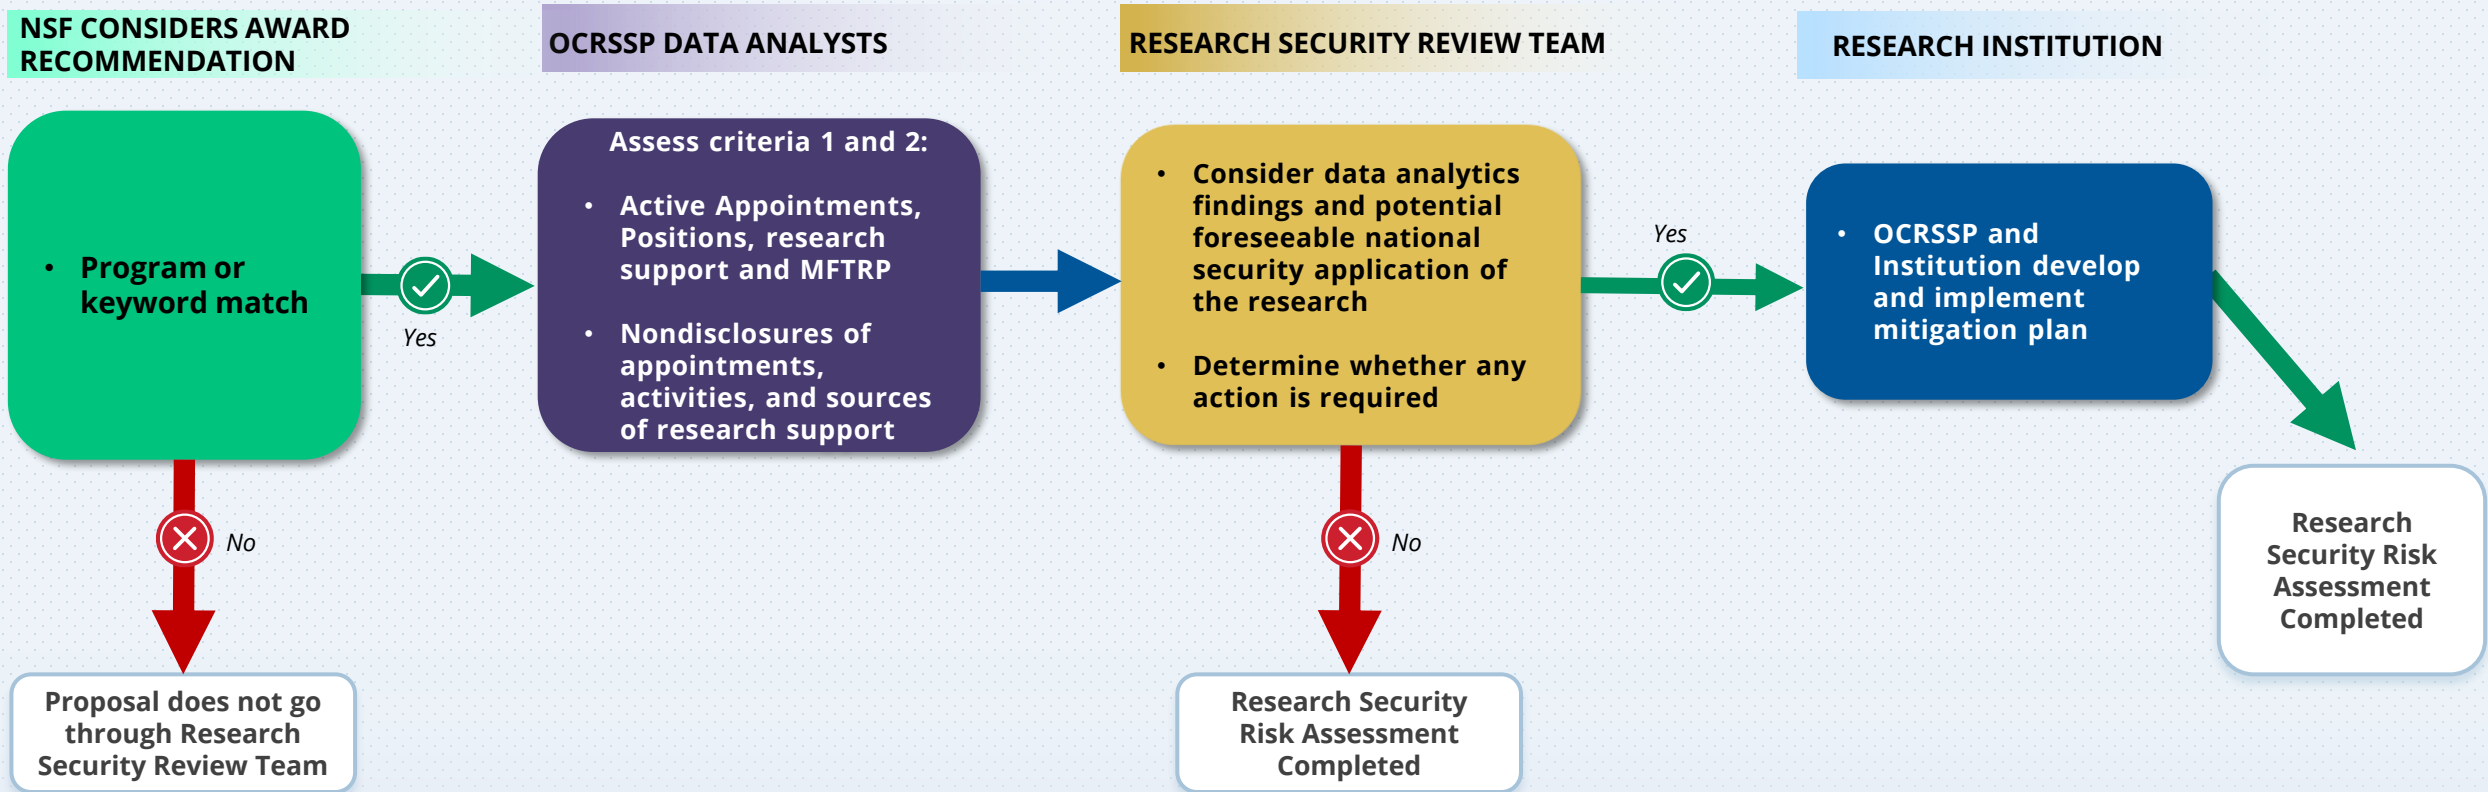 NSF CONSIDERS AWARD
RECOMMENDATION
• Program or
keyword match
Yes
No
Proposal does not go
through Research
Security Review Team
OCRSSP DATA ANALYSTS
Assess criteria 1 and 2:
• Active Appointments,
Positions, research
support and MFTRP
• Nondisclosures of
appointments,
activities, and sources
of research support
RESEARCH SECURITY REVIEW TEAM
• Consider data analytics
findings and potential
foreseeable national
security application of
the research
• Determine whether any
action is required
Yes
No
Research Security
Risk Assessment
Completed
RESEARCH INSTITUTION
• OCRSSP and
Institution develop
and implement
mitigation plan
Research
Security Risk
Assessment
Completed